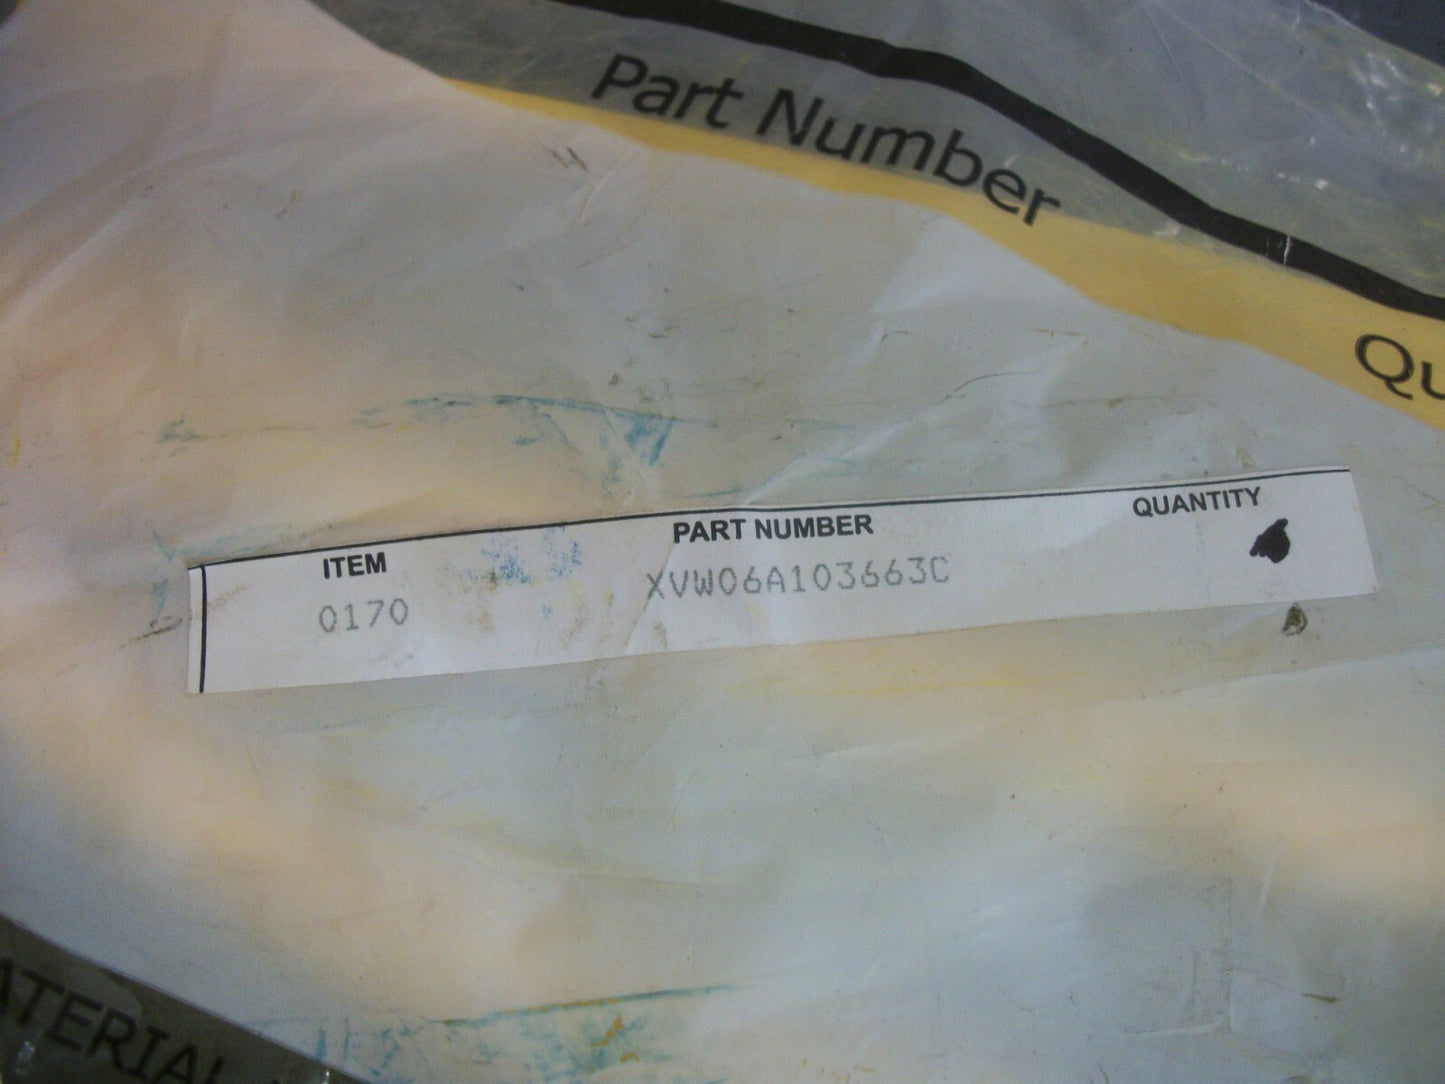 Part Number
Qu
ITEM PART NUMBER QUANTITY
0170 XVW06A103663C
ATERIAL